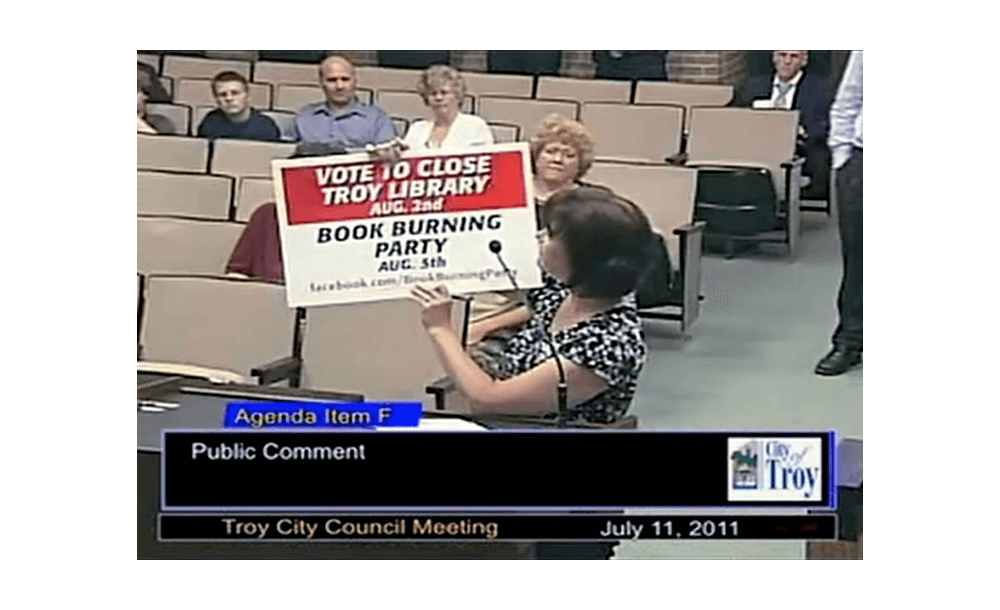 VOTE TO CLOSE
TROY LIBRARY
AUG. 2nd
BOOK BURNING
PARTY
AUG. 5th
facebook.com/BookBurningParty
Agenda Item F
Public Comment
City of
Troy
Troy City Council Meeting
July 11, 2011